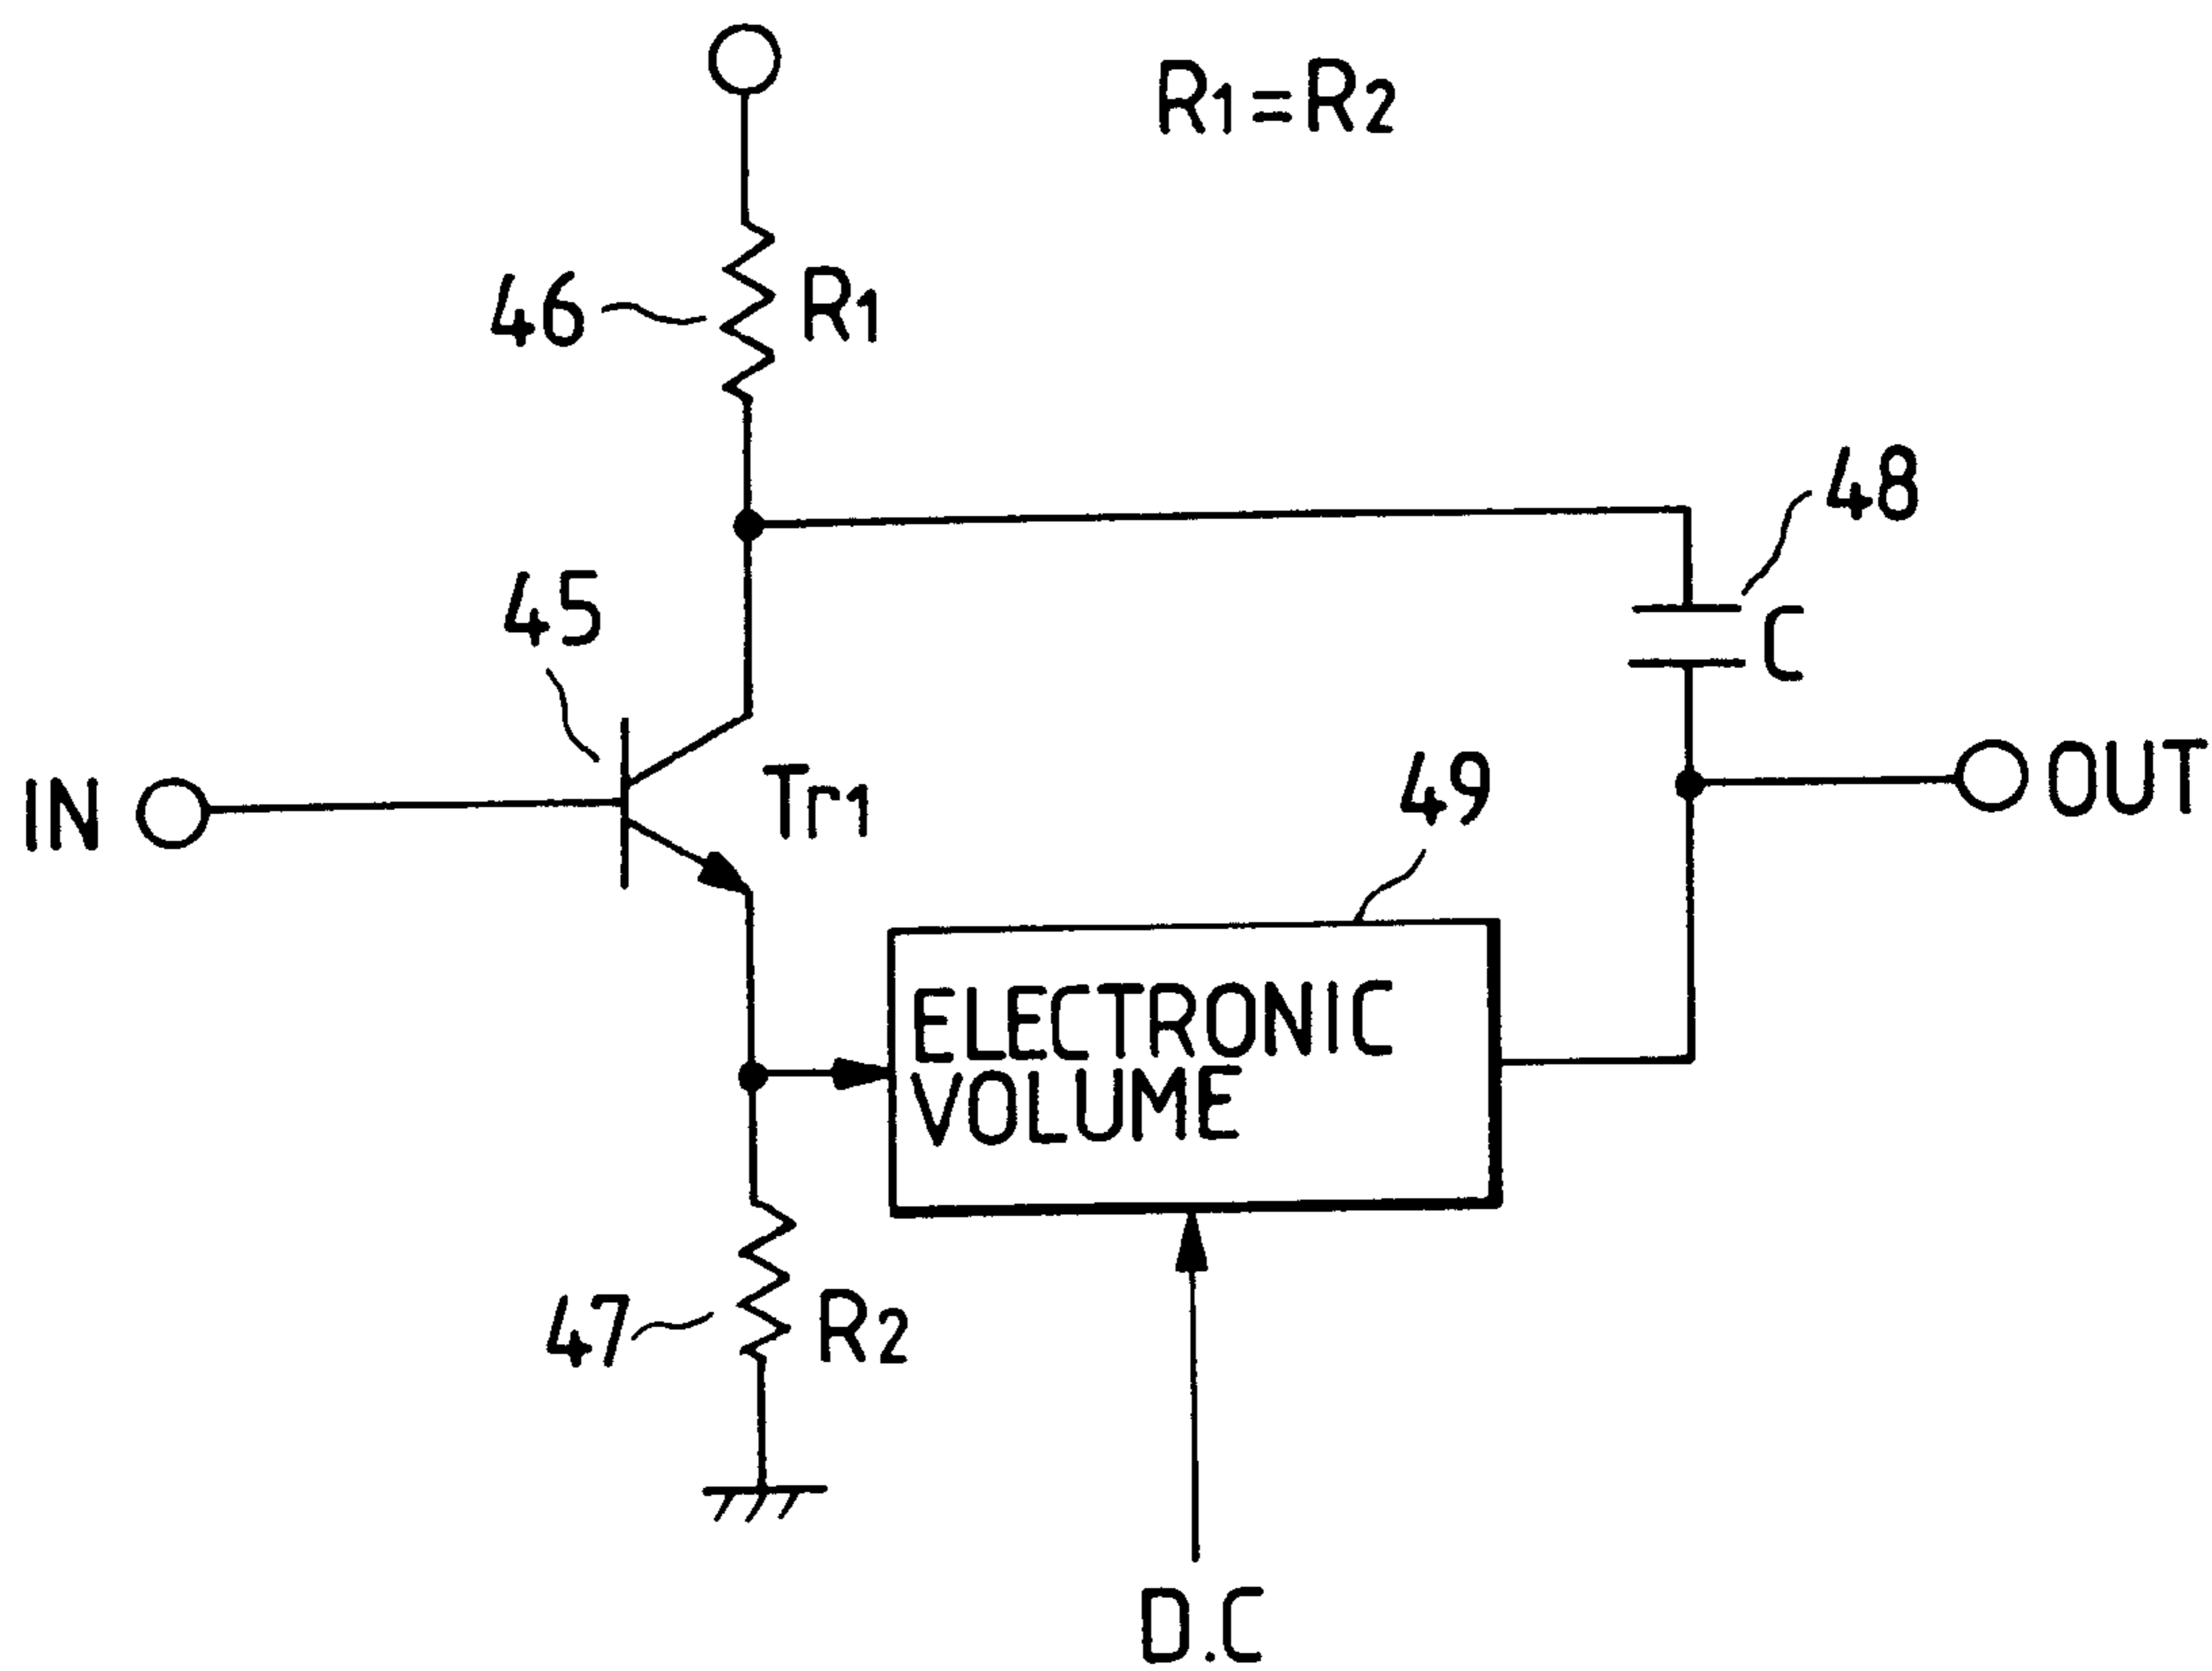 R1=R2
46
R1
48
45
C
IN
Tr1
49
OUT
ELECTRONIC
VOLUME
47
R2
D.C